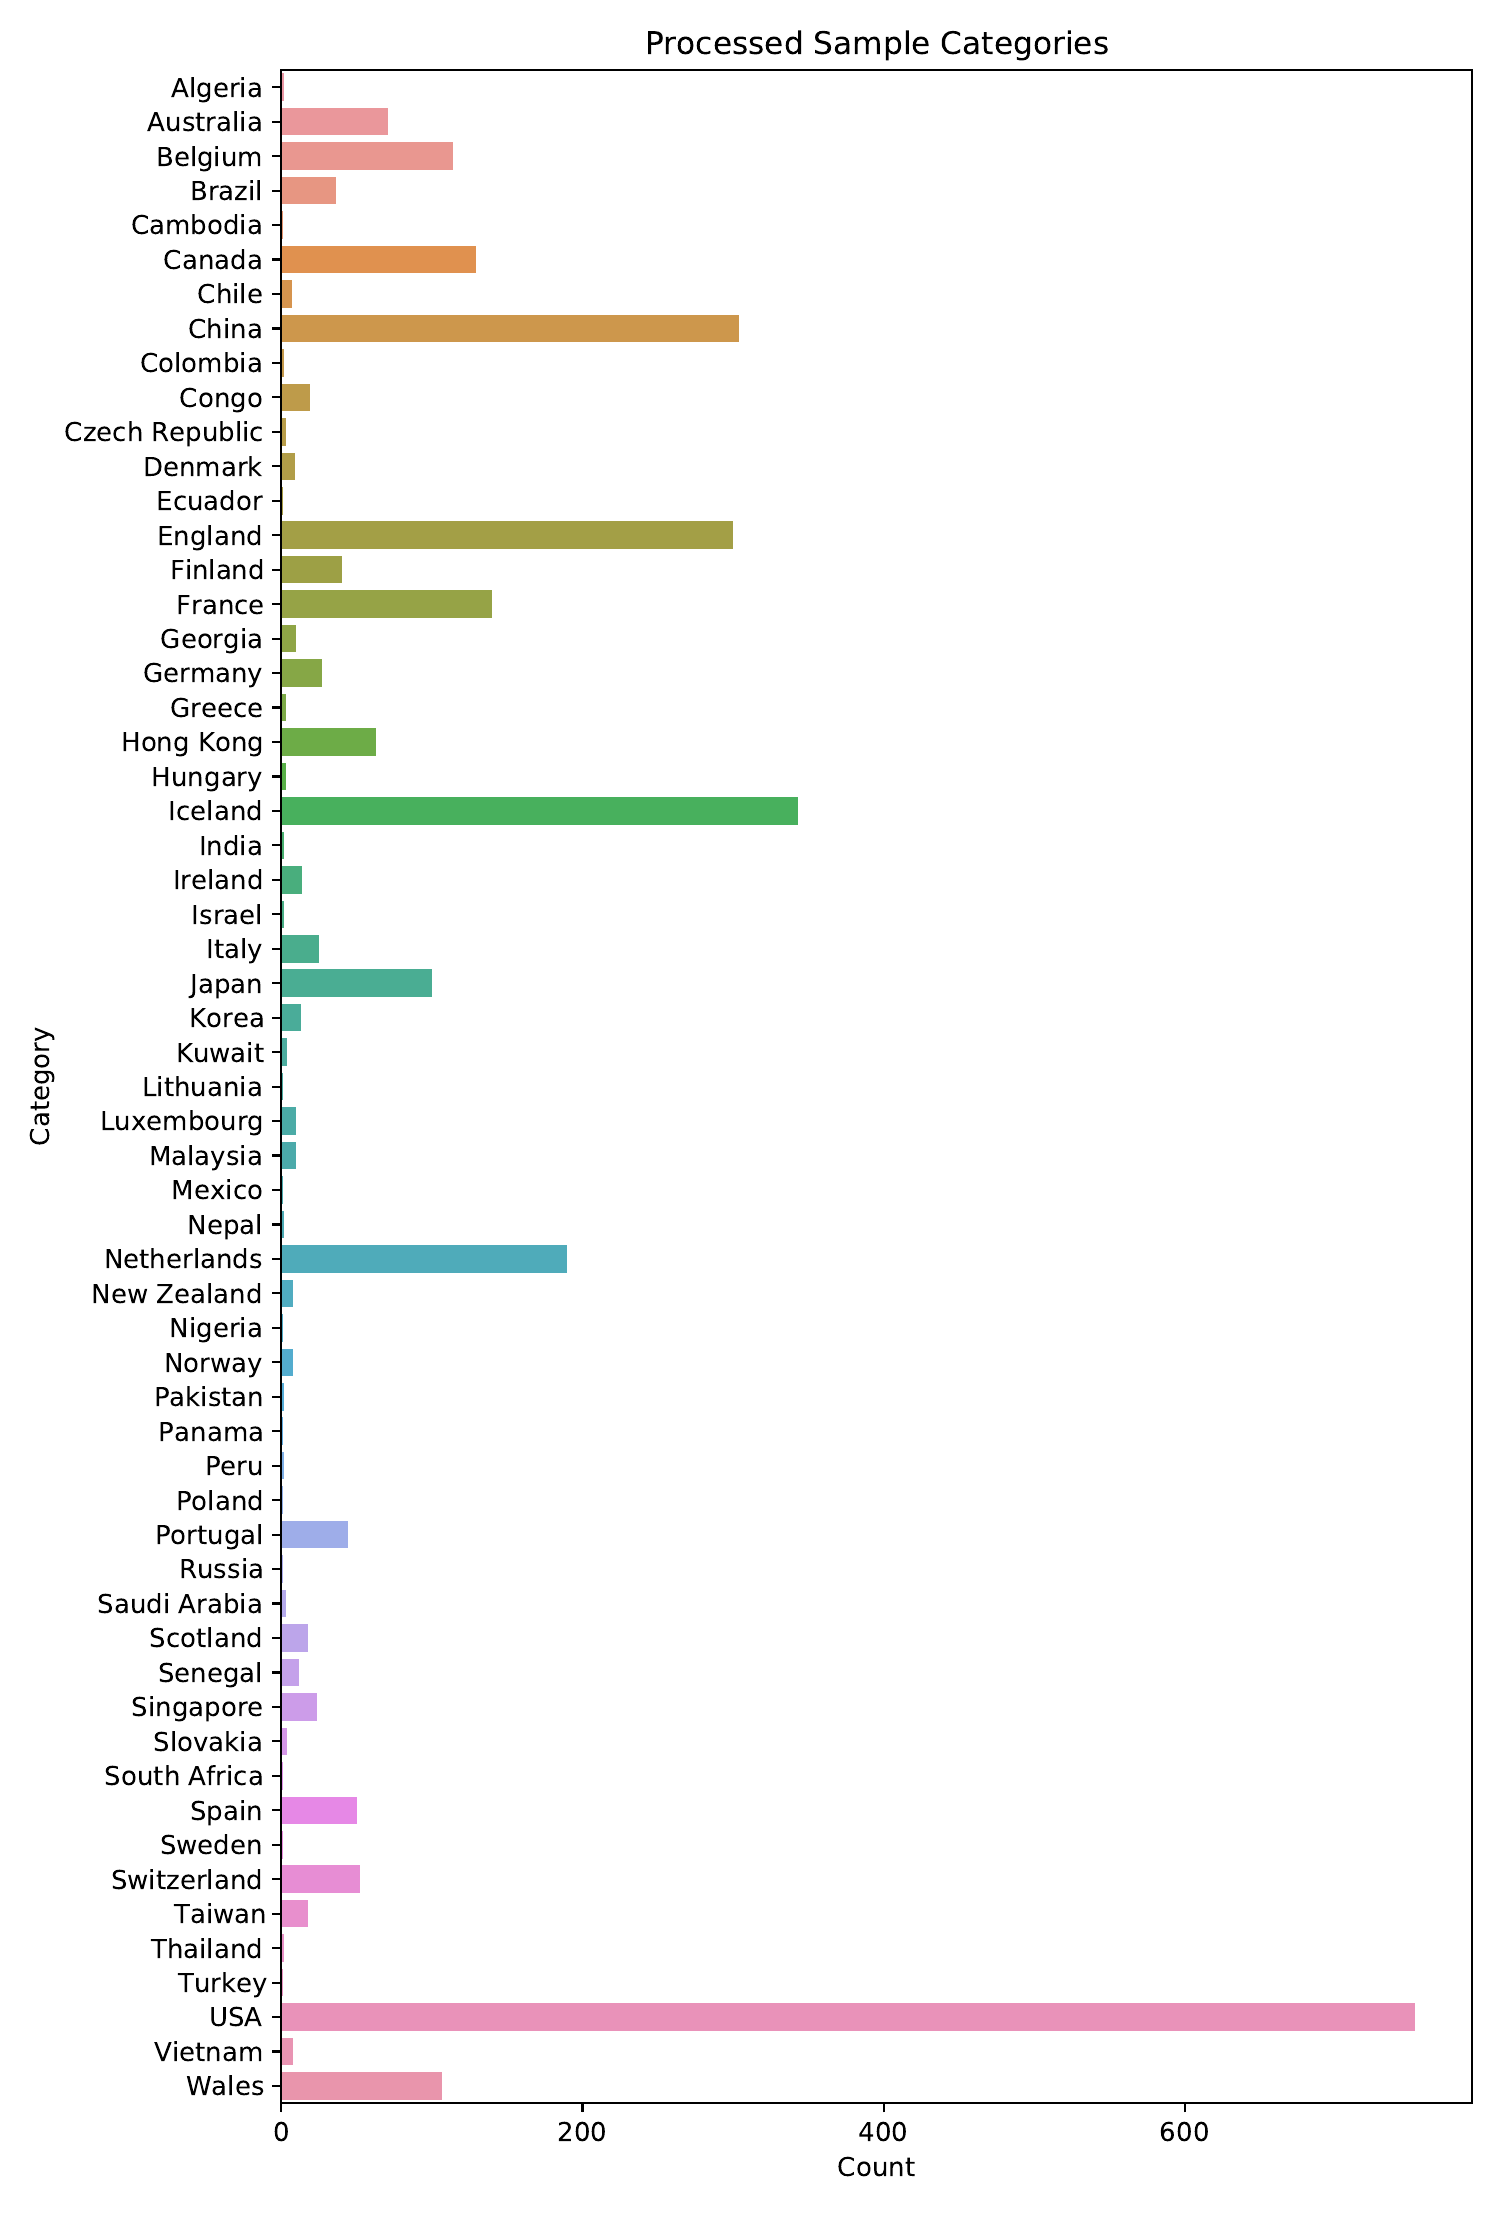 Processed Sample Categories
Algeria
Australia
Belgium
Brazil
Cambodia
Canada
Chile
China
Colombia
Congo
Czech Republic
Denmark
Ecuador
England
Finland
France
Georgia
Germany
Greece
Hong Kong
Hungary
Iceland
India
Ireland
Israel
Italy
Japan
Korea
Kuwait
Lithuania
Luxembourg
Malaysia
Mexico
Nepal
Netherlands
New Zealand
Nigeria
Norway
Pakistan
Panama
Peru
Poland
Portugal
Russia
Saudi Arabia
Scotland
Senegal
Singapore
Slovakia
South Africa
Spain
Sweden
Switzerland
Taiwan
Thailand
Turkey
USA
Vietnam
Wales
Category
0 200 400 600
Count